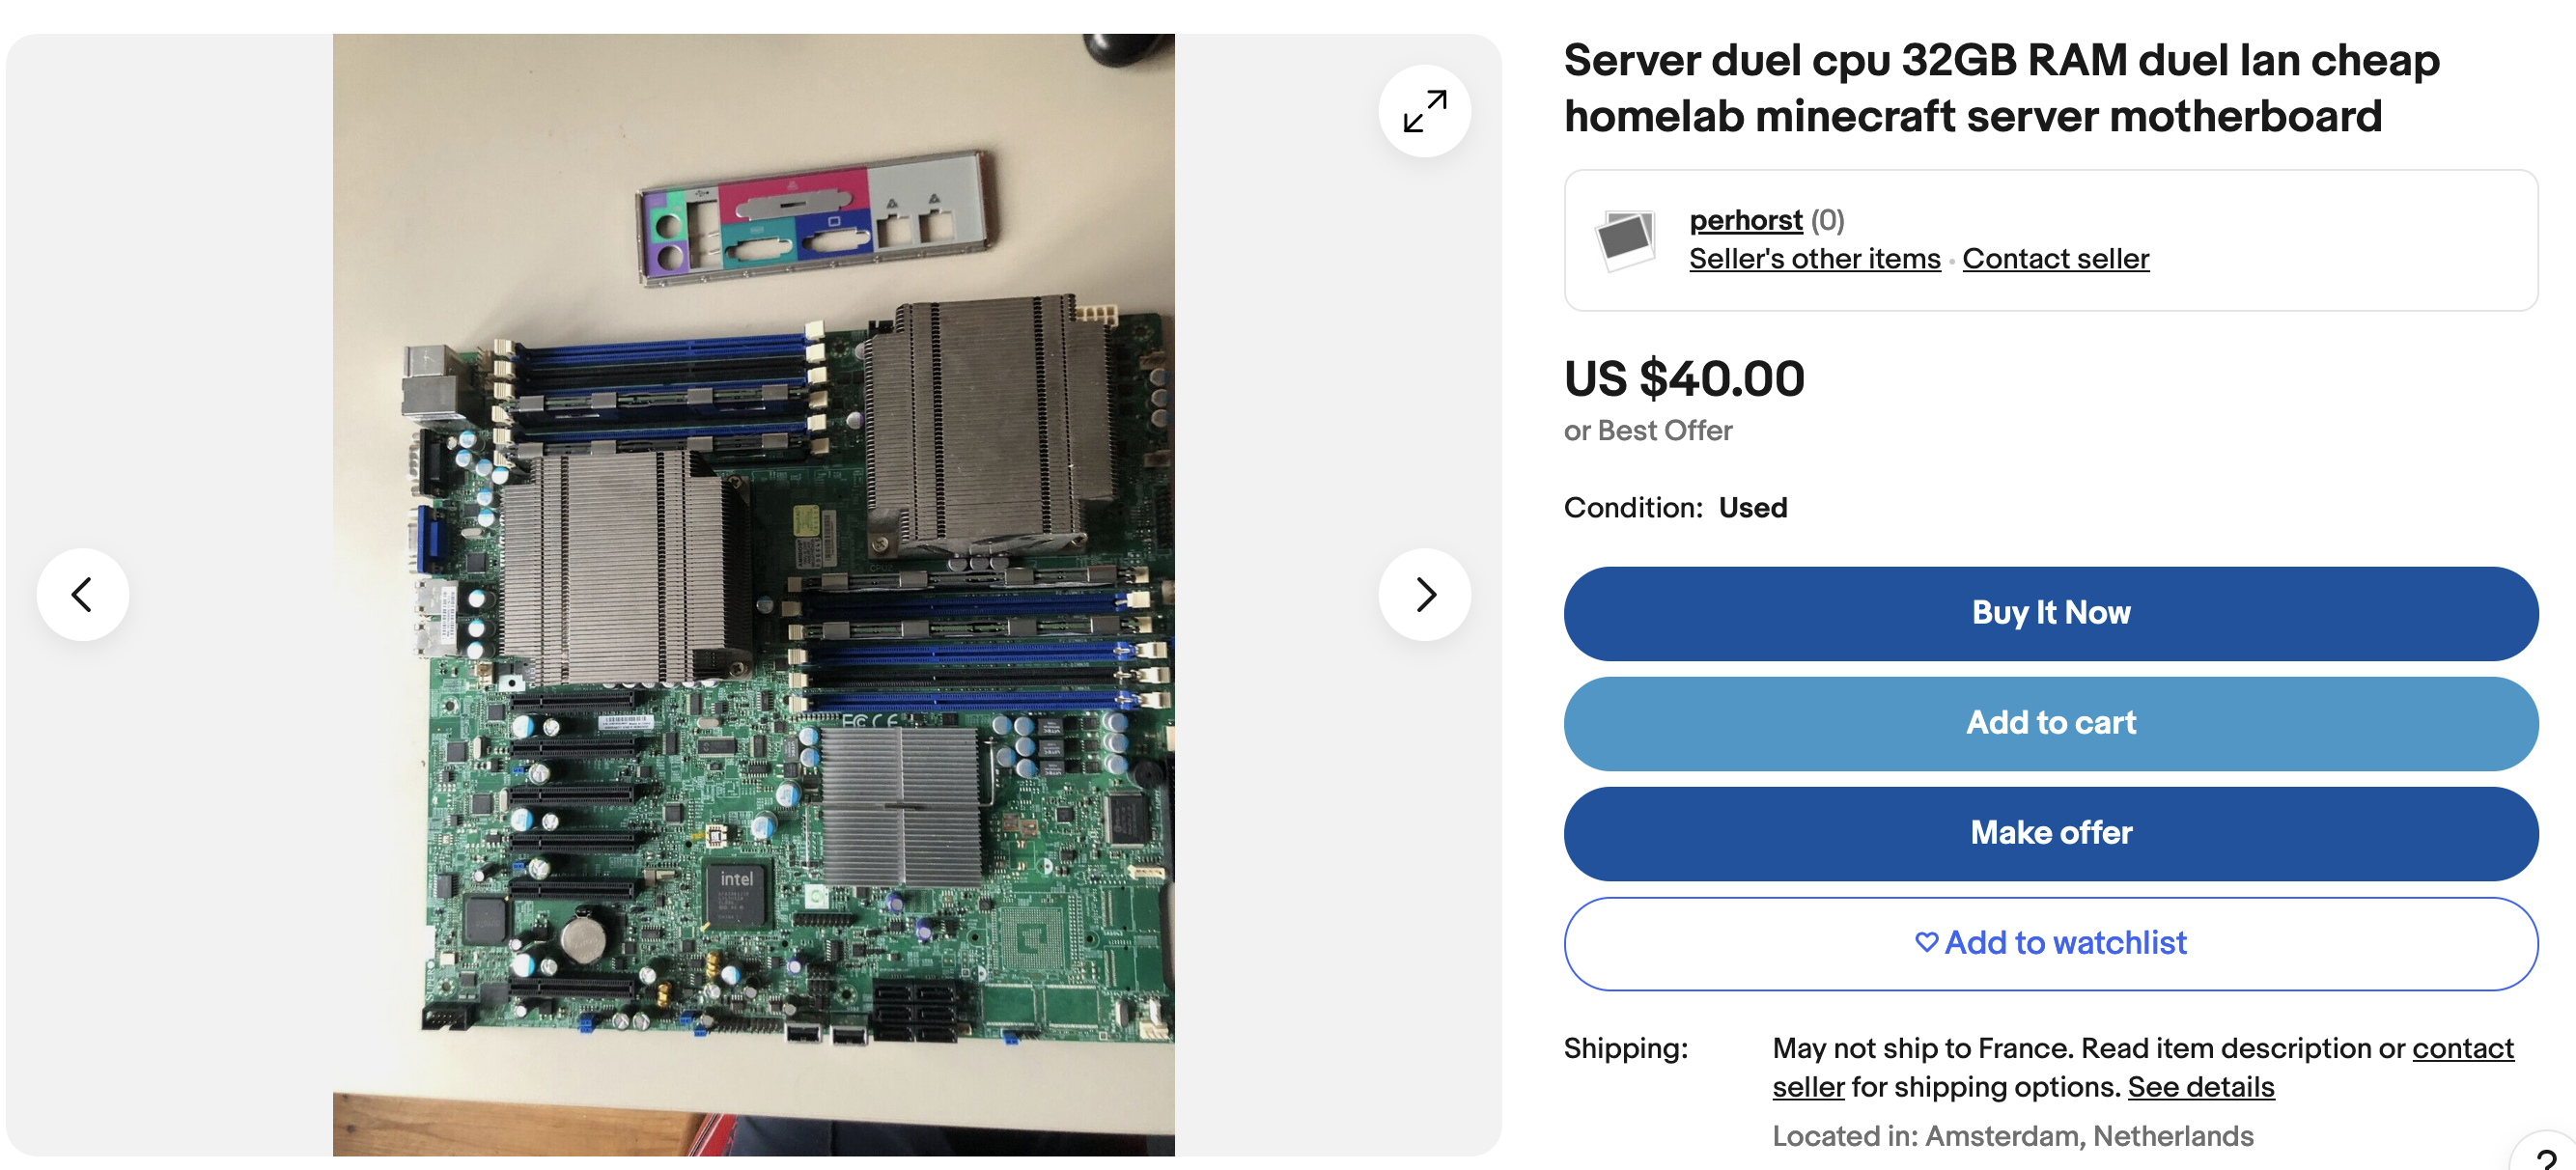 Server duel cpu 32GB RAM duel lan cheap
homelab minecraft server motherboard
perhorst (0)
Seller's other items • Contact seller
US $40.00
or Best Offer
Condition: Used
Buy It Now
Add to cart
Make offer
Add to watchlist
Shipping: May not ship to France. Read item description or contact
seller for shipping options. See details
Located in: Amsterdam, Netherlands
?
CPU2
FC CE
intel